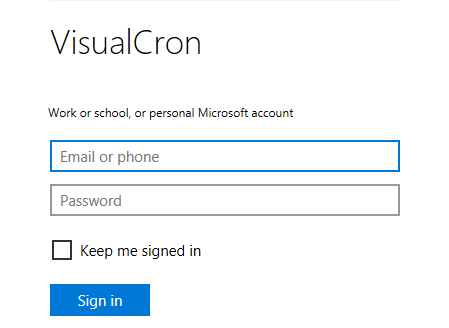 VisualCron
Work or school, or personal Microsoft account
Email or phone
Password
Keep me signed in
Sign in